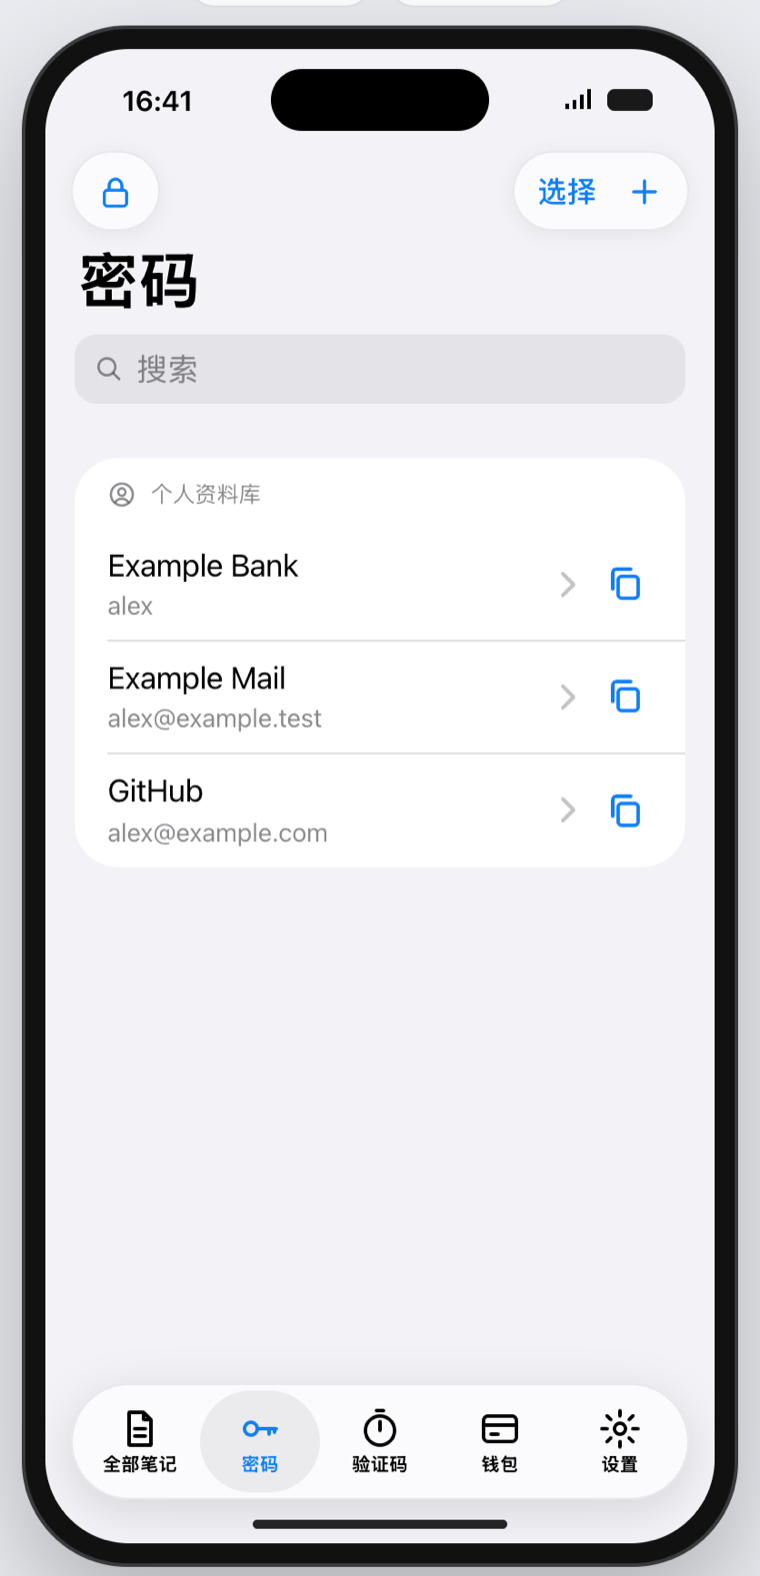 16:41
选择
密码
搜索
个人资料库
Example Bank
alex
Example Mail
alex@example.test
GitHub
alex@example.com
全部笔记
密码
验证码
钱包
设置